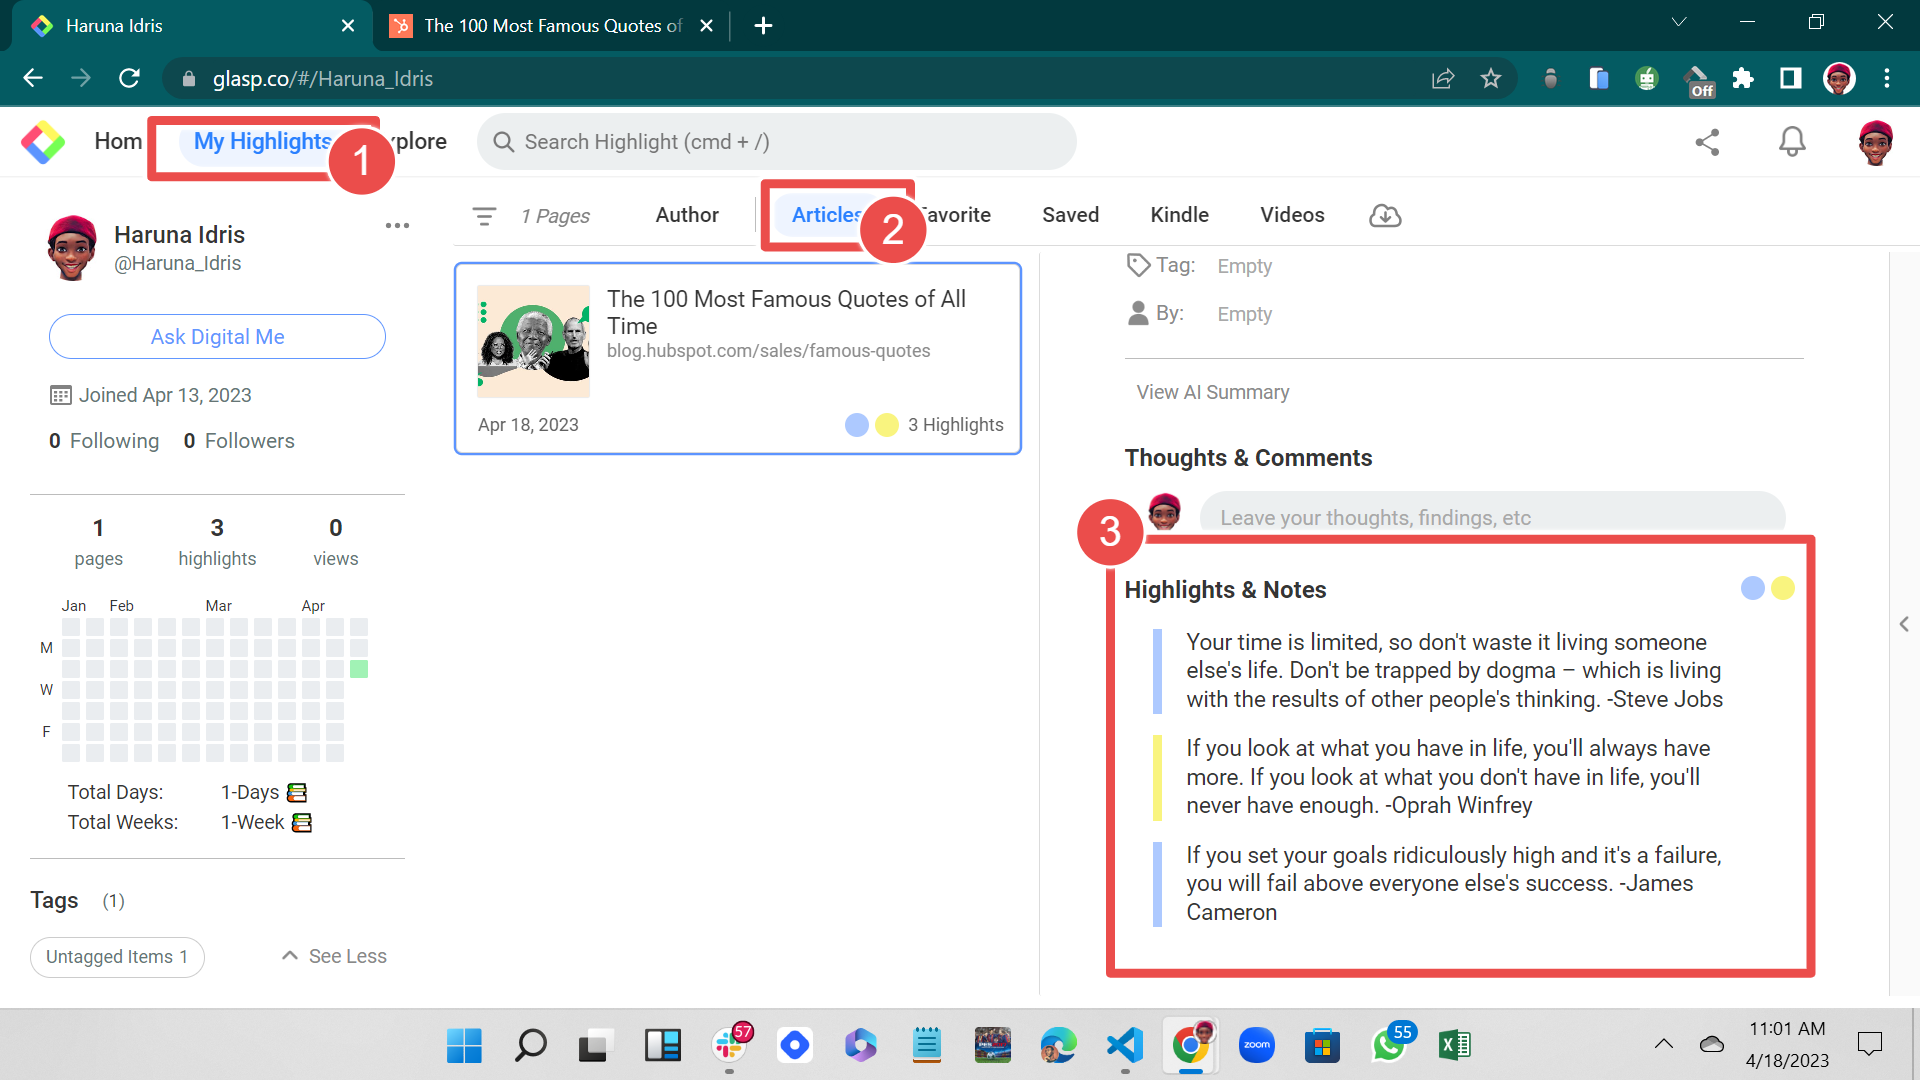 Haruna Idris
The 100 Most Famous Quotes of
glasp.co/#/Haruna_Idris
Off
Hom
My Highlights
1
xplore
Search Highlight (cmd + /)
Haruna Idris
@Haruna_Idris
Ask Digital Me
Joined Apr 13, 2023
0 Following 0 Followers
1 3 0
pages highlights views
Jan Feb Mar Apr
M
W
F
Total Days: 1-Days
Total Weeks: 1-Week
Tags (1)
Untagged Items 1
See Less
1 Pages
Author
Articles
2
avorite
Saved
Kindle
Videos
The 100 Most Famous Quotes of All
Time
blog.hubspot.com/sales/famous-quotes
Apr 18, 2023
3 Highlights
Tag: Empty
By: Empty
View AI Summary
Thoughts & Comments
Leave your thoughts, findings, etc
3
Highlights & Notes
Your time is limited, so don't waste it living someone
else's life. Don't be trapped by dogma – which is living
with the results of other people's thinking. -Steve Jobs
If you look at what you have in life, you'll always have
more. If you look at what you don't have in life, you'll
never have enough. -Oprah Winfrey
If you set your goals ridiculously high and it's a failure,
you will fail above everyone else's success. -James
Cameron
57
zoom
55
11:01 AM
4/18/2023